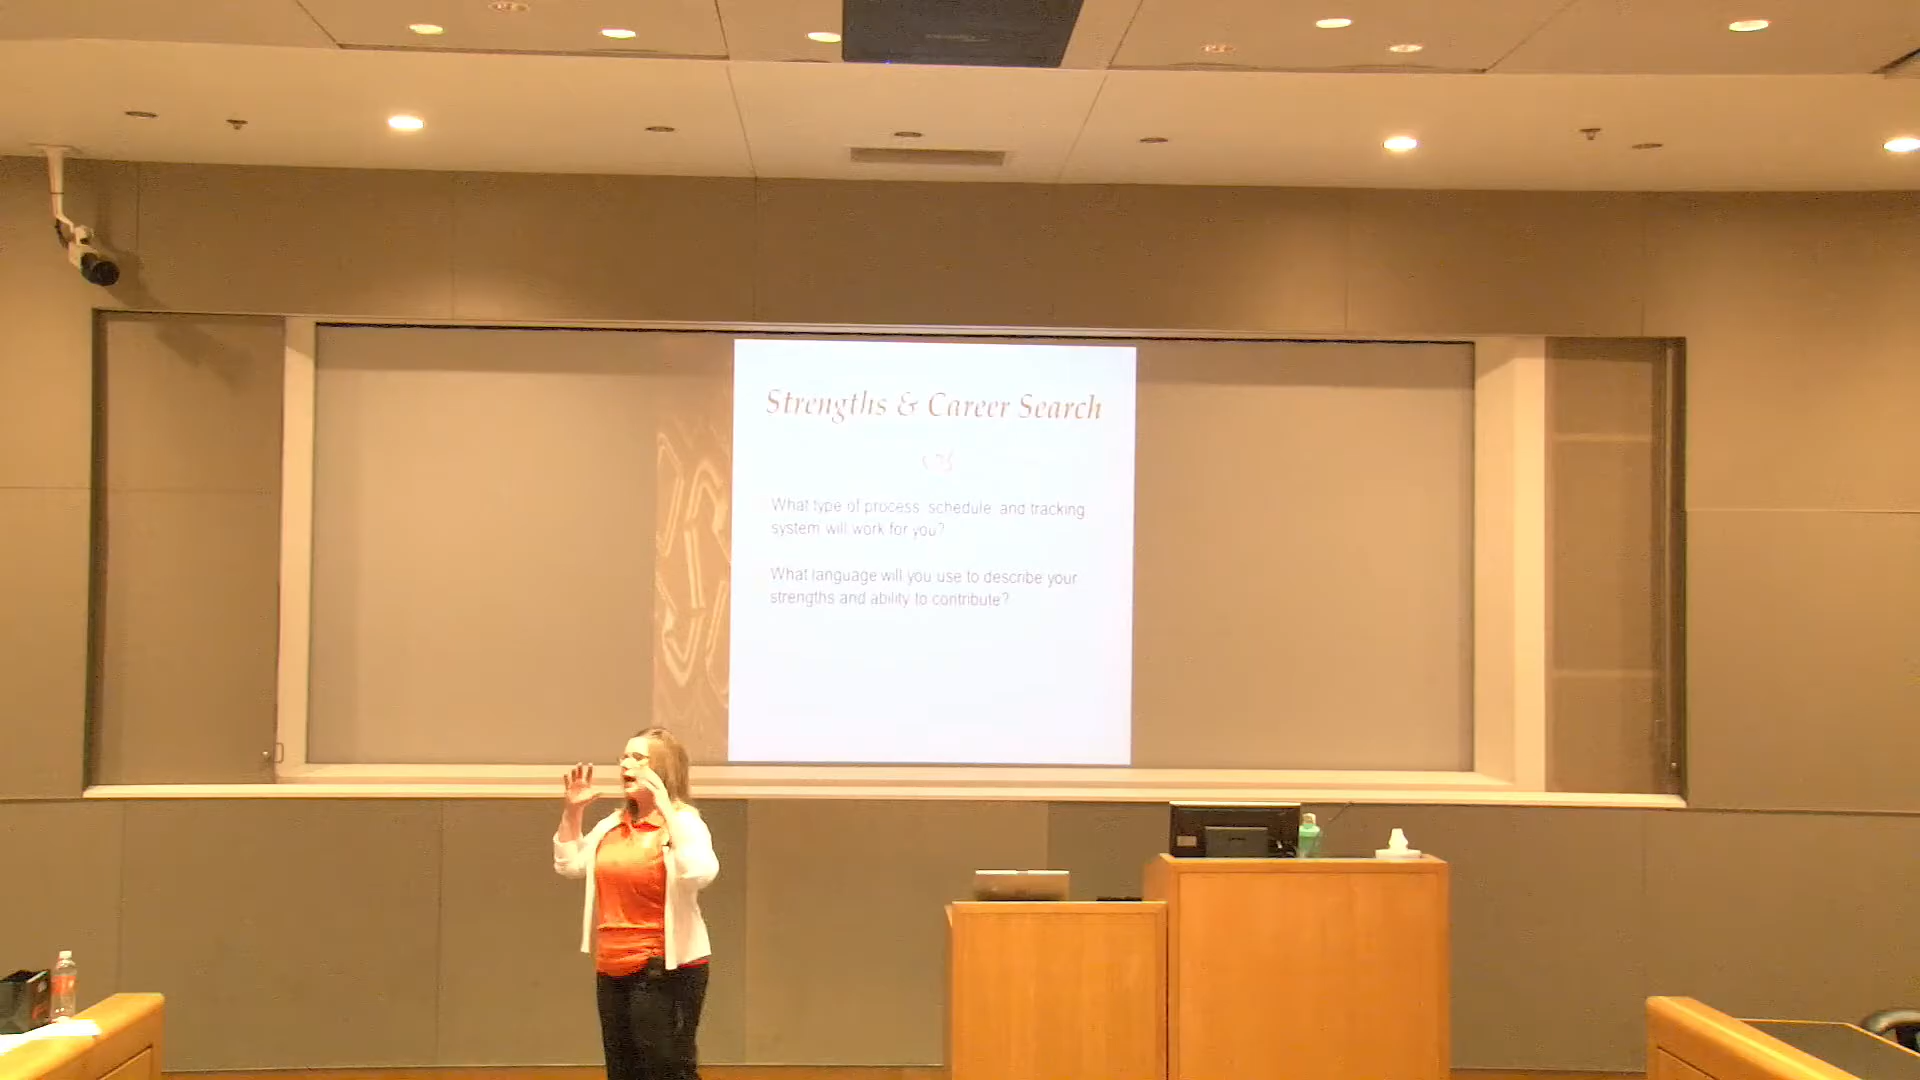 Strengths & Career Search
What type of process, schedule, and tracking
system will work for you?
What language will you use to describe your
strengths and ability to contribute?